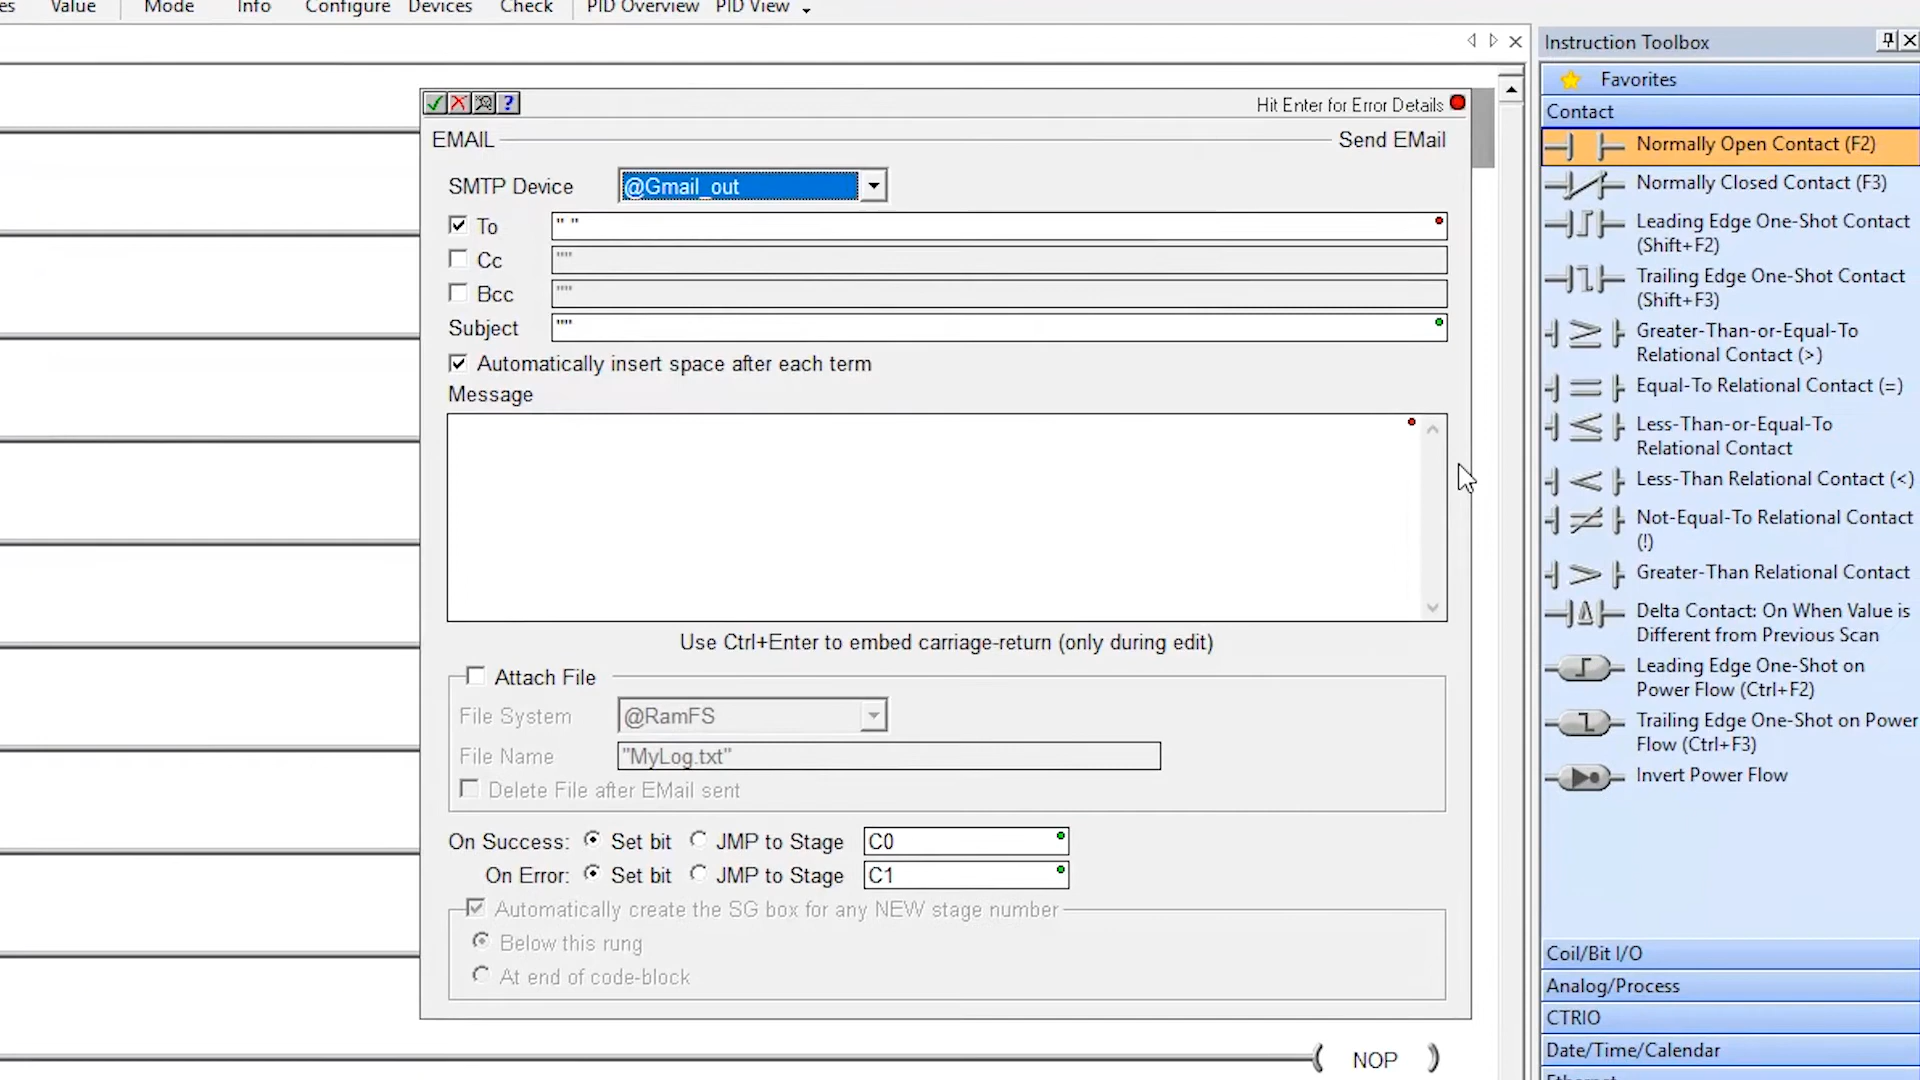 es Value Mode Info Configure Devices Check PID Overview PID View
Instruction Toolbox
Favorites
Contact
Normally Open Contact (F2)
Normally Closed Contact (F3)
Leading Edge One-Shot Contact
(Shift+F2)
Trailing Edge One-Shot Contact
(Shift+F3)
Greater-Than-or-Equal-To
Relational Contact (>)
Equal-To Relational Contact (=)
Less-Than-or-Equal-To
Relational Contact
Less-Than Relational Contact (<)
Not-Equal-To Relational Contact
(!)
Greater-Than Relational Contact
Delta Contact: On When Value is
Different from Previous Scan
Leading Edge One-Shot on
Power Flow (Ctrl+F2)
Trailing Edge One-Shot on Power
Flow (Ctrl+F3)
Invert Power Flow
Coil/Bit I/O
Analog/Process
CTRIO
Date/Time/Calendar
Ethernet
Hit Enter for Error Details
EMAIL Send EMail
SMTP Device @Gmail_out
To " "
Cc ""
Bcc ""
Subject ""
Automatically insert space after each term
Message
Use Ctrl+Enter to embed carriage-return (only during edit)
Attach File
File System @RamFS
File Name "MyLog.txt"
Delete File after EMail sent
On Success: Set bit JMP to Stage C0
On Error: Set bit JMP to Stage C1
Automatically create the SG box for any NEW stage number
Below this rung
At end of code-block
( NOP )